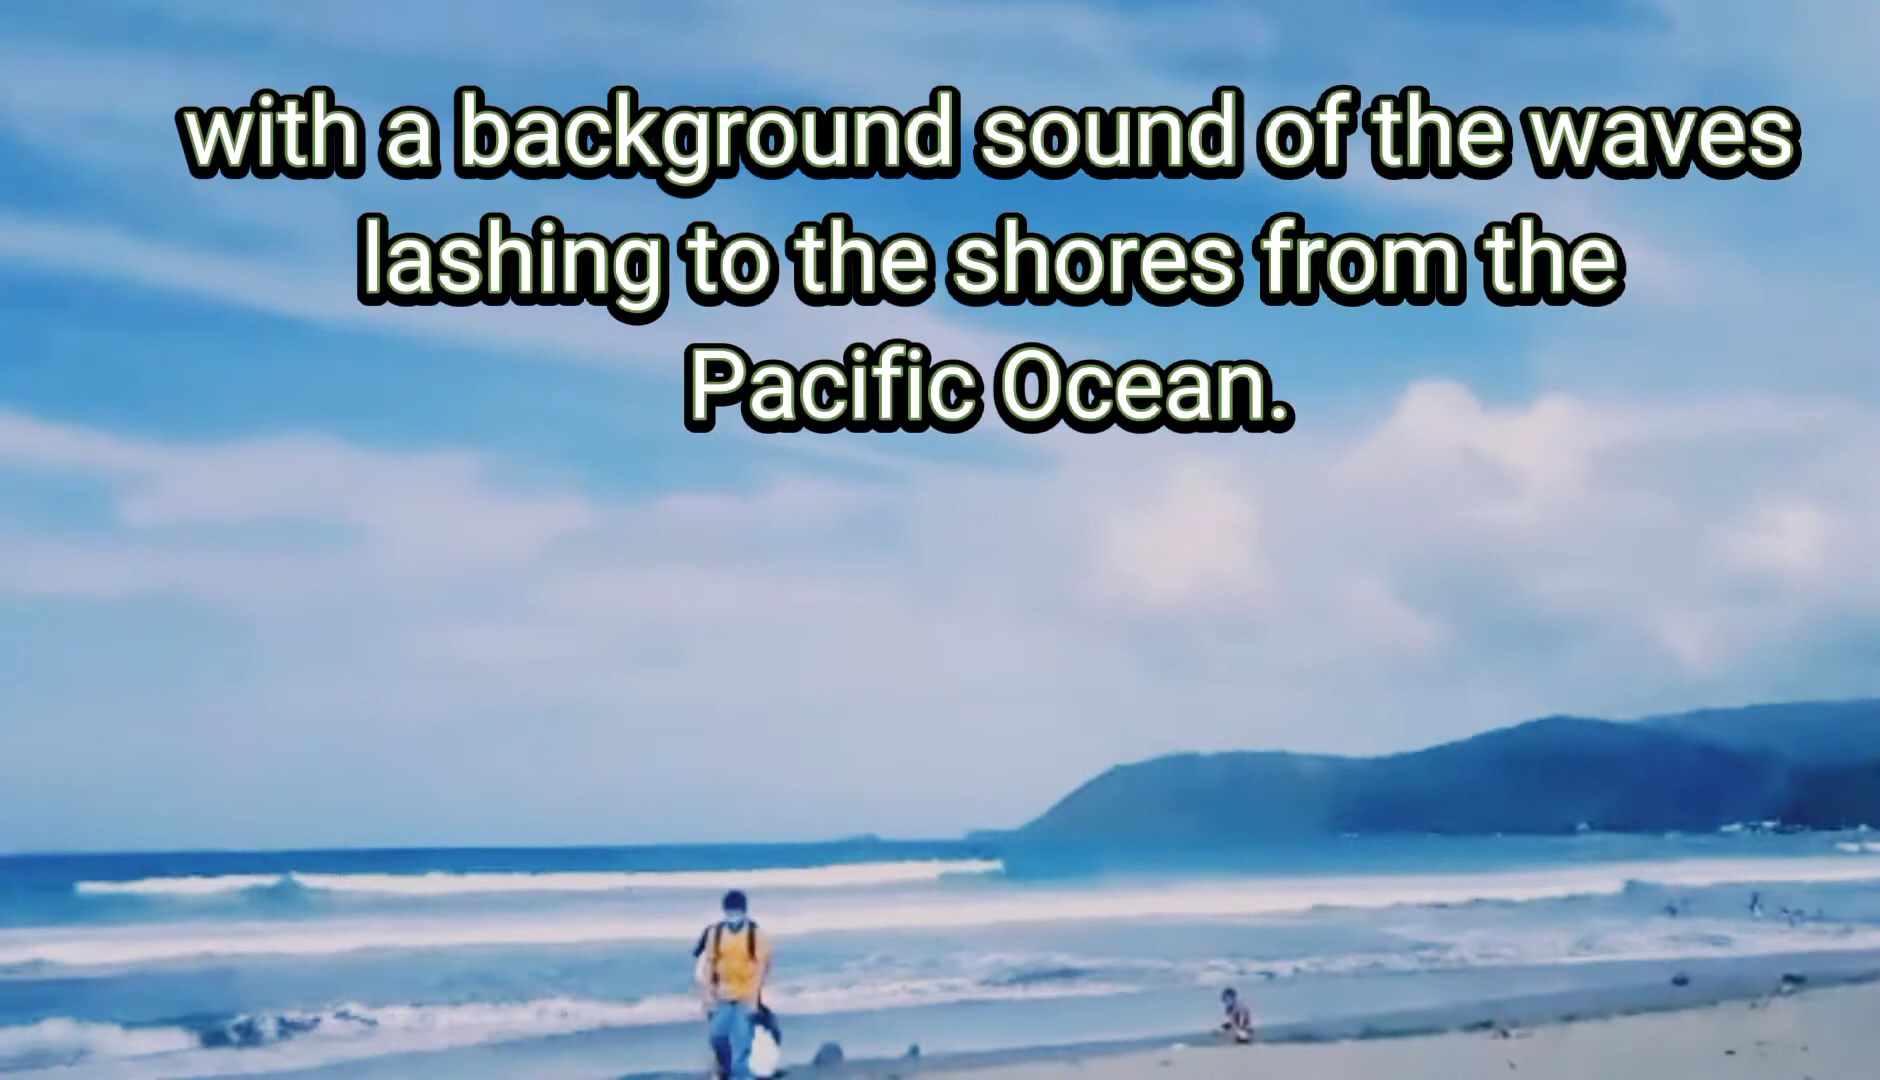 with a background sound of the waves
lashing to the shores from the
Pacific Ocean.